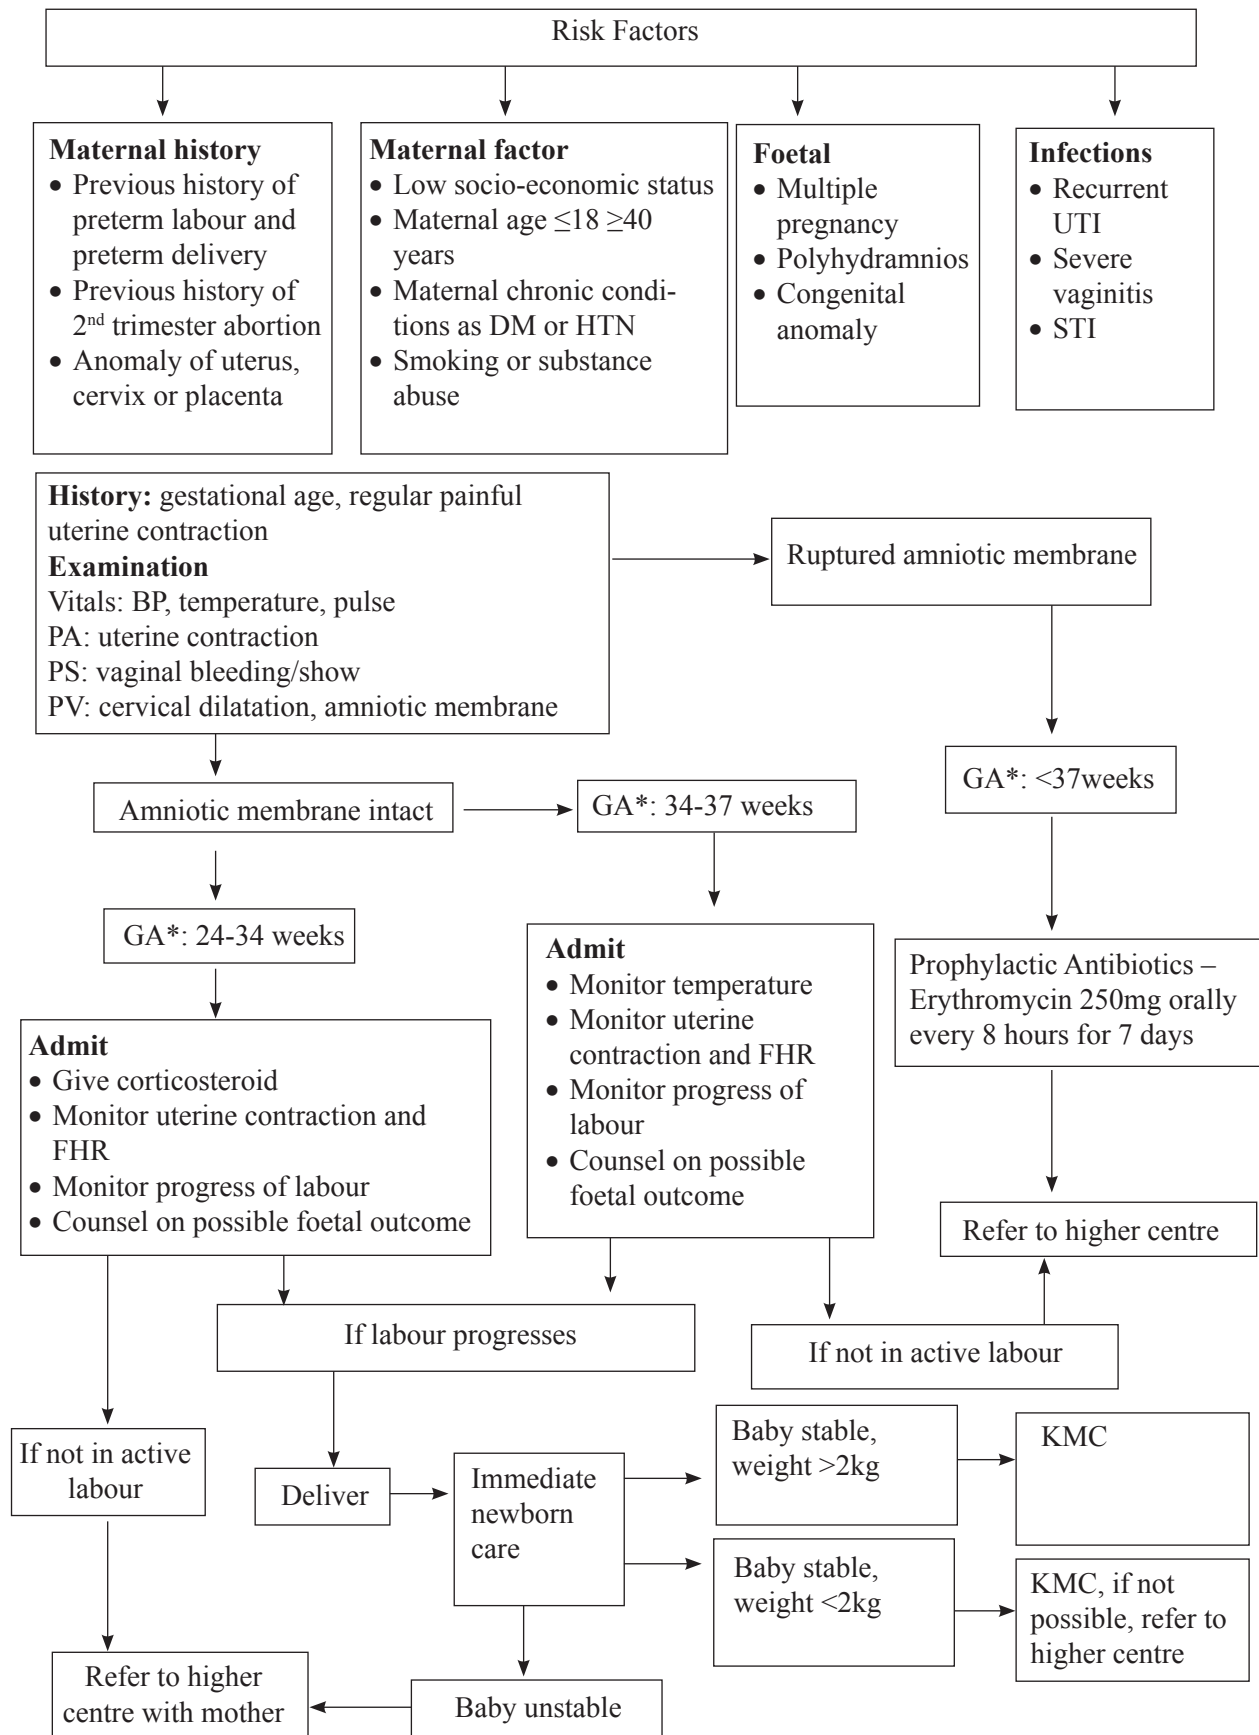 Risk Factors
Maternal history
• Previous history of
preterm labour and
preterm delivery
• Previous history of
2nd trimester abortion
• Anomaly of uterus,
cervix or placenta
Maternal factor
• Low socio-economic status
• Maternal age ≤18 ≥40
years
• Maternal chronic condi-
tions as DM or HTN
• Smoking or substance
abuse
Foetal
• Multiple
pregnancy
• Polyhydramnios
• Congenital
anomaly
Infections
• Recurrent
UTI
• Severe
vaginitis
• STI
History: gestational age, regular painful
uterine contraction
Examination
Vitals: BP, temperature, pulse
PA: uterine contraction
PS: vaginal bleeding/show
PV: cervical dilatation, amniotic membrane
Ruptured amniotic membrane
Amniotic membrane intact
GA*: 34-37 weeks
GA*: <37weeks
GA*: 24-34 weeks
Admit
• Give corticosteroid
• Monitor uterine contraction and
FHR
• Monitor progress of labour
• Counsel on possible foetal outcome
Admit
• Monitor temperature
• Monitor uterine
contraction and FHR
• Monitor progress of
labour
• Counsel on possible
foetal outcome
Prophylactic Antibiotics –
Erythromycin 250mg orally
every 8 hours for 7 days
Refer to higher centre
If labour progresses
If not in active labour
If not in active
labour
Deliver
Immediate
newborn
care
Baby stable,
weight >2kg
KMC
Baby stable,
weight <2kg
KMC, if not
possible, refer to
higher centre
Refer to higher
centre with mother
Baby unstable